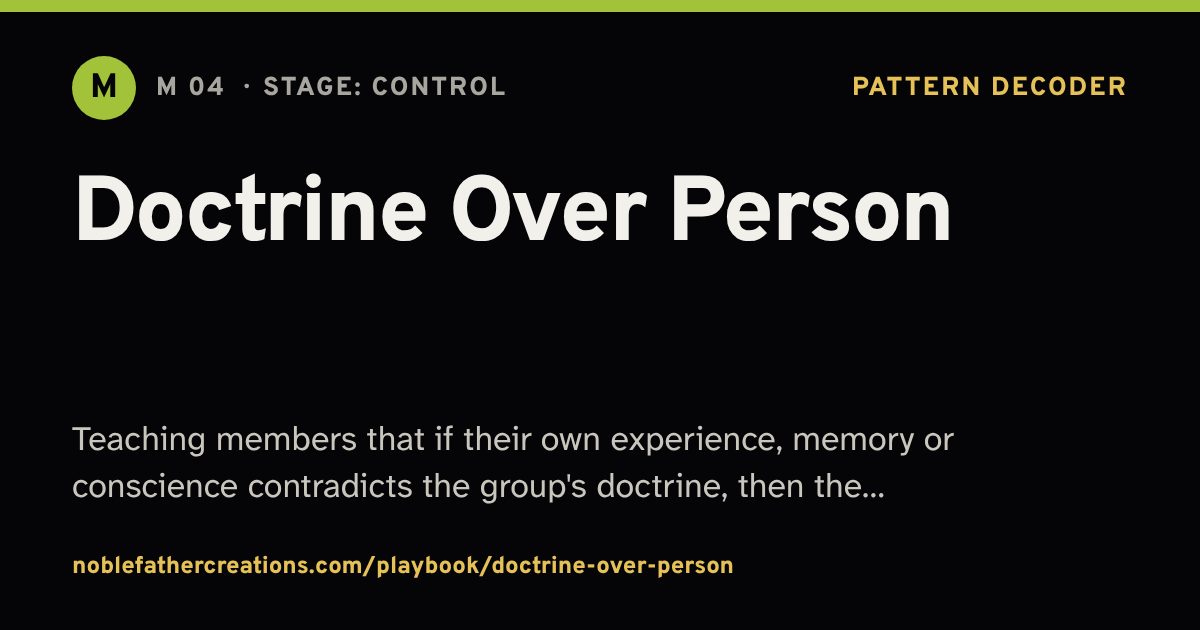 M
M 04 · STAGE: CONTROL
PATTERN DECODER
Doctrine Over Person
Teaching members that if their own experience, memory or
conscience contradicts the group's doctrine, then the...
noblefathercreations.com/playbook/doctrine-over-person